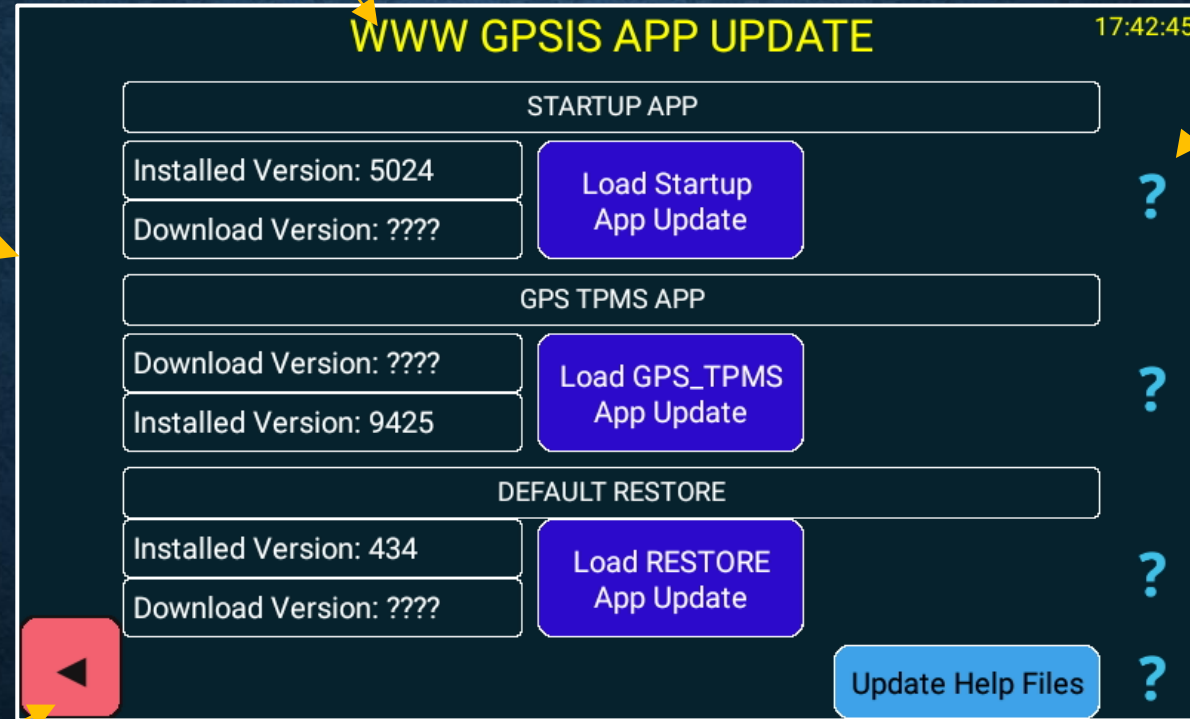 WWW GPSIS APP UPDATE
17:42:45
STARTUP APP
Installed Version: 5024
Download Version: ????
Load Startup
App Update
?
GPS TPMS APP
Download Version: ????
Installed Version: 9425
Load GPS_TPMS
App Update
?
DEFAULT RESTORE
Installed Version: 434
Download Version: ????
Load RESTORE
App Update
?
Update Help Files
?